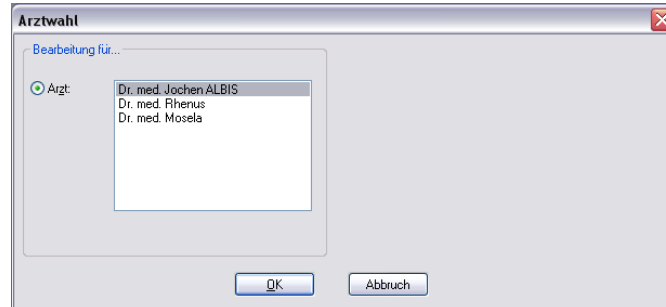 Arztwahl
Bearbeitung für...
Arzt:
Dr. med. Jochen ALBIS
Dr. med. Rhenus
Dr. med. Mosela
OK
Abbruch